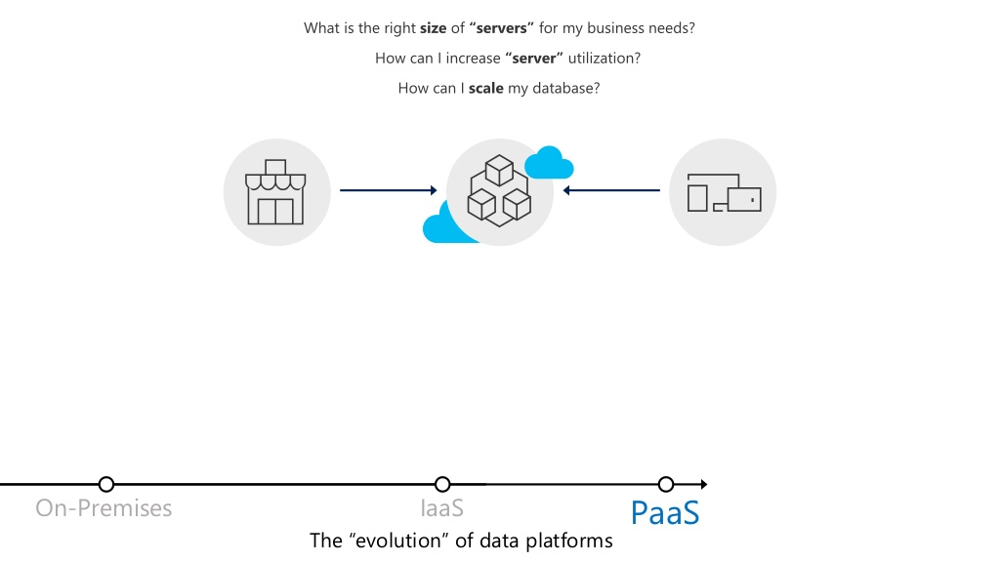 What is the right size of “servers” for my business needs?
How can I increase “server” utilization?
How can I scale my database?
On-Premises
IaaS
PaaS
The “evolution” of data platforms